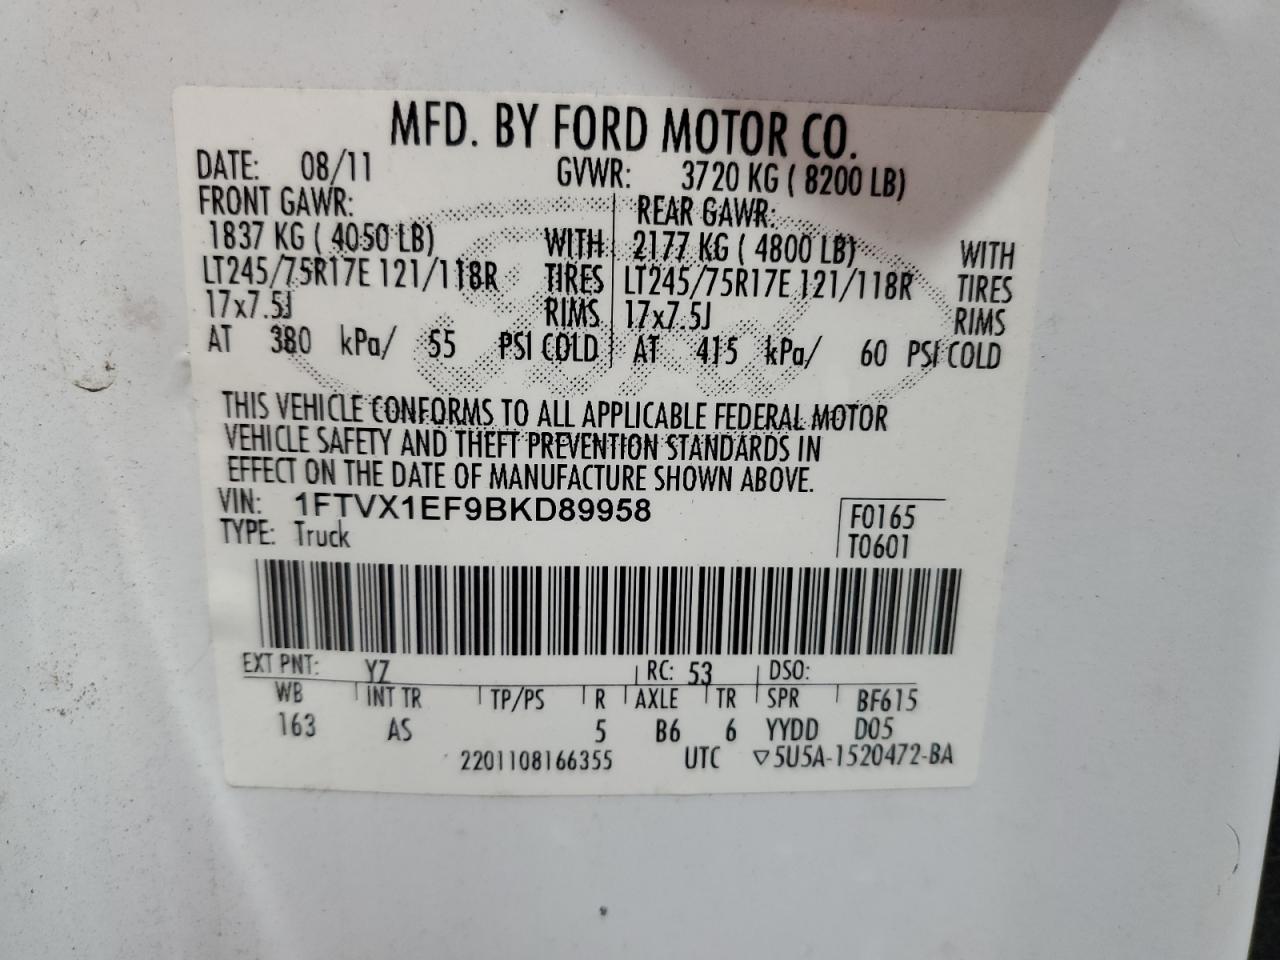 MFD. BY FORD MOTOR CO.
DATE: 08/11 GVWR: 3720 KG ( 8200 LB)
FRONT GAWR: REAR GAWR:
1837 KG ( 4050 LB) WITH 2177 KG ( 4800 LB) WITH
LT245/75R17E 121/118R TIRES LT245/75R17E 121/118R TIRES
17x7.5J RIMS 17x7.5J RIMS
AT 380 kPa/ 55 PSI COLD AT 415 kPa/ 60 PSI COLD
THIS VEHICLE CONFORMS TO ALL APPLICABLE FEDERAL MOTOR
VEHICLE SAFETY AND THEFT PREVENTION STANDARDS IN
EFFECT ON THE DATE OF MANUFACTURE SHOWN ABOVE.
VIN: 1FTVX1EF9BKD89958 F0165
TYPE: Truck T0601
EXT PNT: YZ RC: 53 DSO:
WB INT TR TP/PS R AXLE TR SPR BF615
163 AS 5 B6 6 YYDD D05
2201108166355 UTC ▽5U5A-1520472-BA